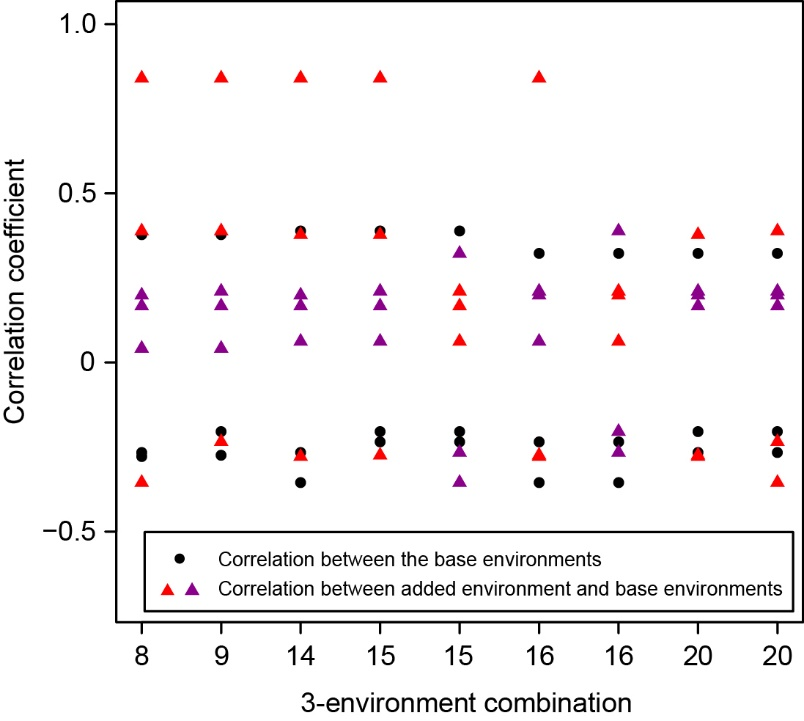 1.0
0.5
0
−0.5
Correlation coefficient
Correlation between the base environments
Correlation between added environment and base environments
8 9 14 15 15 16 16 20 20
3-environment combination